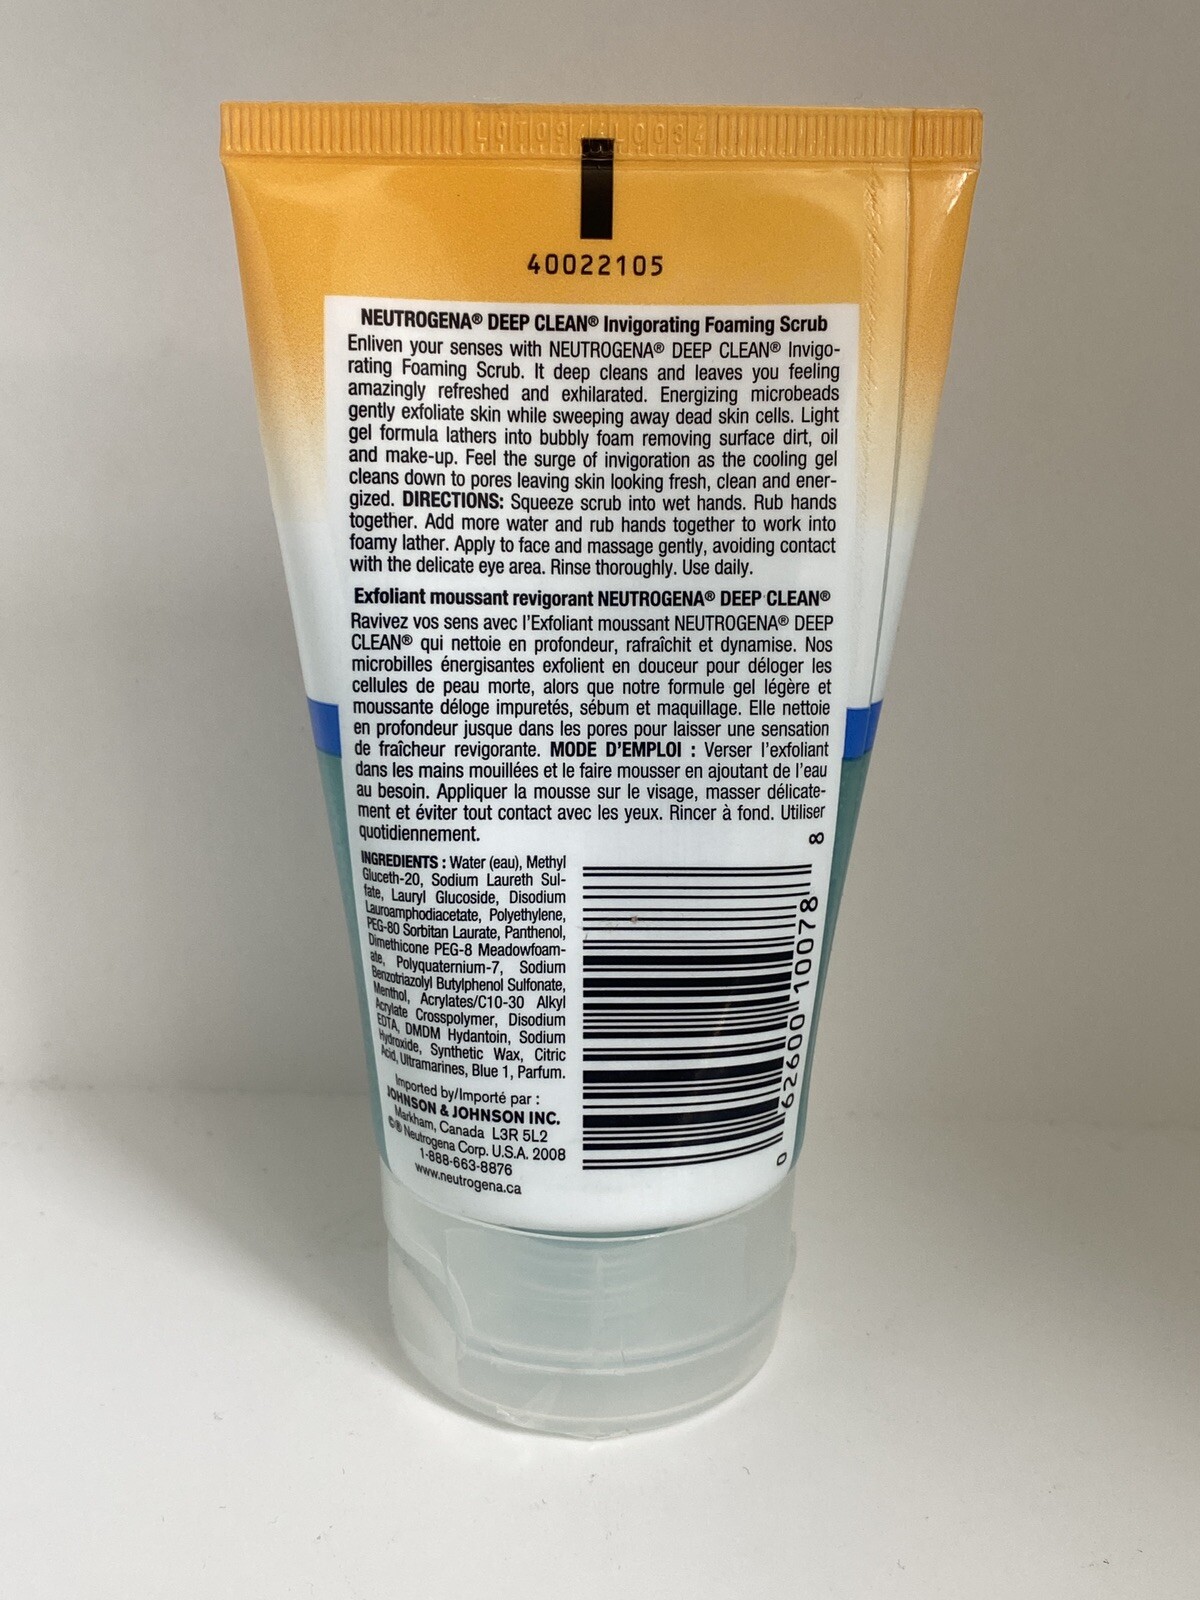 40022105
NEUTROGENA® DEEP CLEAN® Invigorating Foaming Scrub
Enliven your senses with NEUTROGENA® DEEP CLEAN® Invigo-
rating Foaming Scrub. It deep cleans and leaves you feeling
amazingly refreshed and exhilarated. Energizing microbeads
gently exfoliate skin while sweeping away dead skin cells. Light
gel formula lathers into bubbly foam removing surface dirt, oil
and make-up. Feel the surge of invigoration as the cooling gel
cleans down to pores leaving skin looking fresh, clean and ener-
gized. DIRECTIONS: Squeeze scrub into wet hands. Rub hands
together. Add more water and rub hands together to work into
foamy lather. Apply to face and massage gently, avoiding contact
with the delicate eye area. Rinse thoroughly. Use daily.
Exfoliant moussant revigorant NEUTROGENA® DEEP CLEAN®
Ravivez vos sens avec l'Exfoliant moussant NEUTROGENA® DEEP
CLEAN® qui nettoie en profondeur, rafraîchit et dynamise. Nos
microbilles énergisantes exfolient en douceur pour déloger les
cellules de peau morte, alors que notre formule gel légère et
moussante déloge impuretés, sébum et maquillage. Elle nettoie
en profondeur jusque dans les pores pour laisser une sensation
de fraîcheur revigorante. MODE D'EMPLOI : Verser l'exfoliant
dans les mains mouillées et le faire mousser en ajoutant de l'eau
au besoin. Appliquer la mousse sur le visage, masser délicate-
ment et éviter tout contact avec les yeux. Rincer à fond. Utiliser
quotidiennement.
INGREDIENTS : Water (eau), Methyl
Gluceth-20, Sodium Laureth Sul-
fate, Lauryl Glucoside, Disodium
Lauroamphodiacetate, Polyethylene,
PEG-80 Sorbitan Laurate, Panthenol,
Dimethicone PEG-8 Meadowfoam-
ate, Polyquaternium-7, Sodium
Benzotriazolyl Butylphenol Sulfonate,
Menthol, Acrylates/C10-30 Alkyl
Acrylate Crosspolymer, Disodium
EDTA, DMDM Hydantoin, Sodium
Hydroxide, Synthetic Wax, Citric
Acid, Ultramarines, Blue 1, Parfum.
Imported by/Importé par :
JOHNSON & JOHNSON INC.
Markham, Canada L3R 5L2
©® Neutrogena Corp. U.S.A. 2008
1-888-663-8876
www.neutrogena.ca
0 62600 10078 8